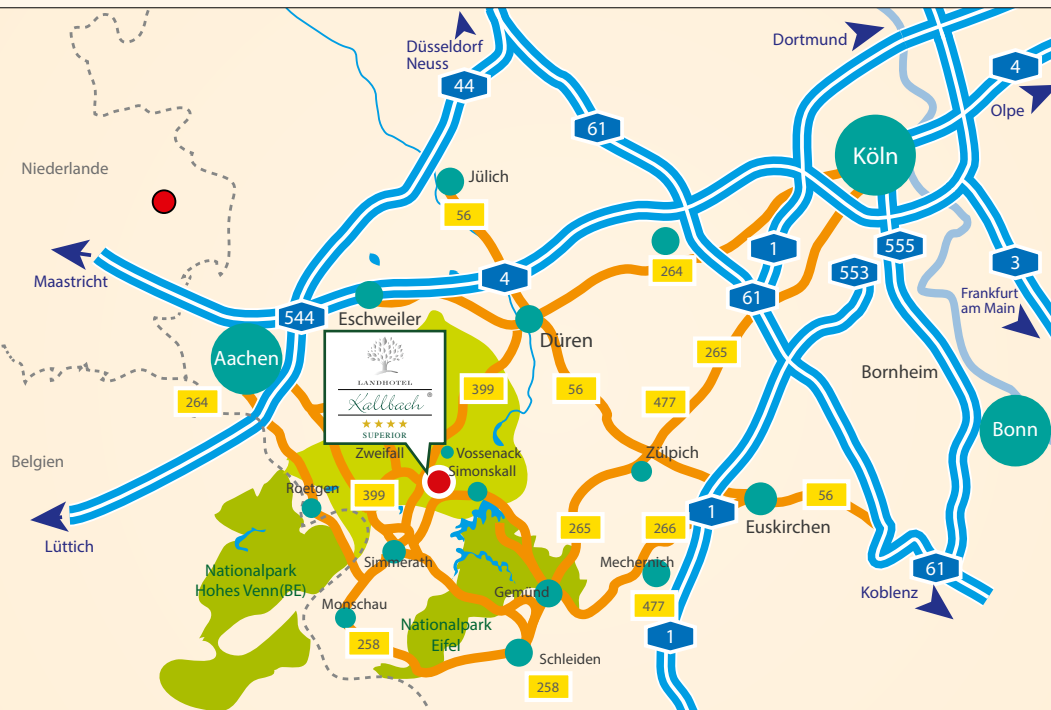 Düsseldorf
Neuss
Dortmund
44
4
Olpe
61
Köln
Niederlande
Jülich
56
Maastricht
4
264
1
555
553
3
61
Frankfurt
am Main
544
Eschweiler
Düren
Aachen
LANDHOTEL
Kallbach
®
★★★★
SUPERIOR
265
Bornheim
399
56
264
477
Bonn
Belgien
Zweifall
Vossenack
Simonskall
Zülpich
Roetgen
399
56
Lüttich
265
266
1
Euskirchen
Simmerath
Mechernich
61
Nationalpark
Hohes Venn(BE)
Gemünd
Koblenz
Monschau
477
Nationalpark
Eifel
258
1
Schleiden
258